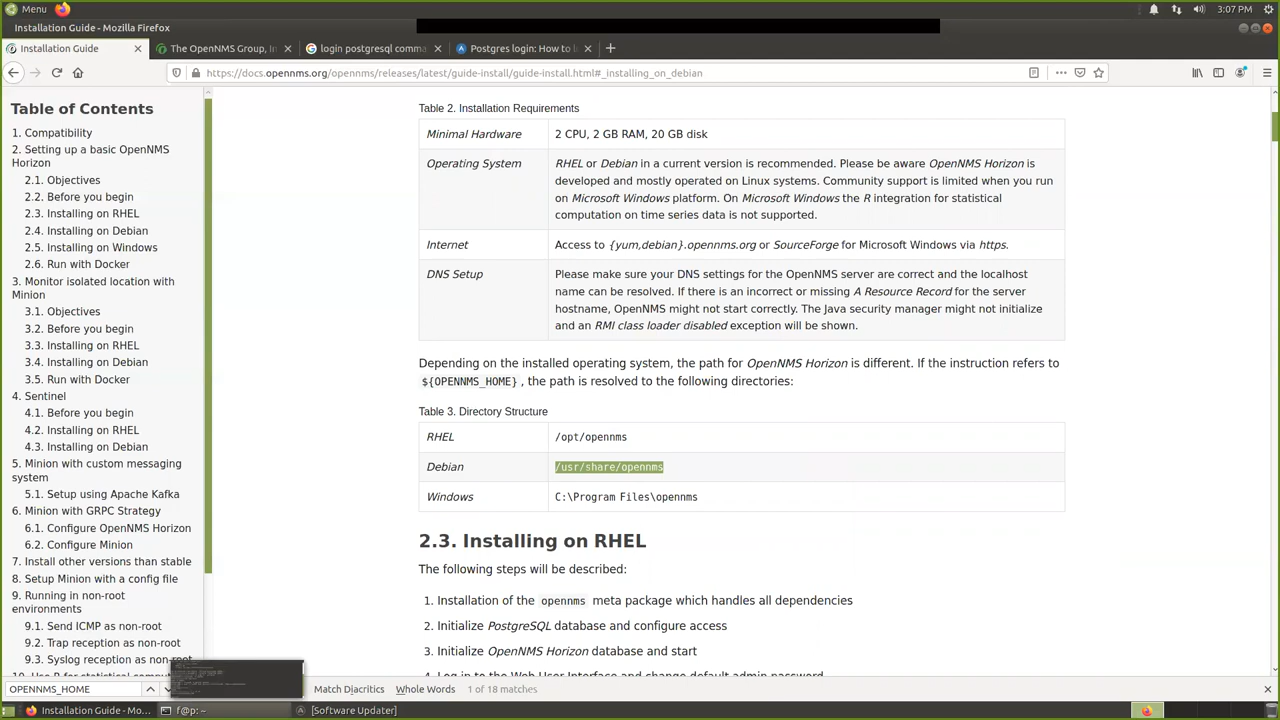 Menu
3:07 PM
Installation Guide - Mozilla Firefox
Installation Guide
The OpenNMS Group, In
login postgresql comma
Postgres login: How to l
https://docs.opennms.org/opennms/releases/latest/guide-install/guide-install.html#_installing_on_debian
Table of Contents
1. Compatibility
2. Setting up a basic OpenNMS
Horizon
2.1. Objectives
2.2. Before you begin
2.3. Installing on RHEL
2.4. Installing on Debian
2.5. Installing on Windows
2.6. Run with Docker
3. Monitor isolated location with
Minion
3.1. Objectives
3.2. Before you begin
3.3. Installing on RHEL
3.4. Installing on Debian
3.5. Run with Docker
4. Sentinel
4.1. Before you begin
4.2. Installing on RHEL
4.3. Installing on Debian
5. Minion with custom messaging
system
5.1. Setup using Apache Kafka
6. Minion with GRPC Strategy
6.1. Configure OpenNMS Horizon
6.2. Configure Minion
7. Install other versions than stable
8. Setup Minion with a config file
9. Running in non-root
environments
9.1. Send ICMP as non-root
9.2. Trap reception as non-root
9.3. Syslog reception as non-root
Table 2. Installation Requirements
Minimal Hardware
2 CPU, 2 GB RAM, 20 GB disk
Operating System
RHEL or Debian in a current version is recommended. Please be aware OpenNMS Horizon is
developed and mostly operated on Linux systems. Community support is limited when you run
on Microsoft Windows platform. On Microsoft Windows the R integration for statistical
computation on time series data is not supported.
Internet
Access to {yum,debian}.opennms.org or SourceForge for Microsoft Windows via https.
DNS Setup
Please make sure your DNS settings for the OpenNMS server are correct and the localhost
name can be resolved. If there is an incorrect or missing A Resource Record for the server
hostname, OpenNMS might not start correctly. The Java security manager might not initialize
and an RMI class loader disabled exception will be shown.
Depending on the installed operating system, the path for OpenNMS Horizon is different. If the instruction refers to
${OPENNMS_HOME}, the path is resolved to the following directories:
Table 3. Directory Structure
RHEL
/opt/opennms
Debian
/usr/share/opennms
Windows
C:\Program Files\opennms
2.3. Installing on RHEL
The following steps will be described:
1. Installation of the opennms meta package which handles all dependencies
2. Initialize PostgreSQL database and configure access
3. Initialize OpenNMS Horizon database and start
OPENNMS_HOME
Match Diacritics
Whole Words
1 of 18 matches
Installation Guide - Mo...
f@p: ~
[Software Updater]